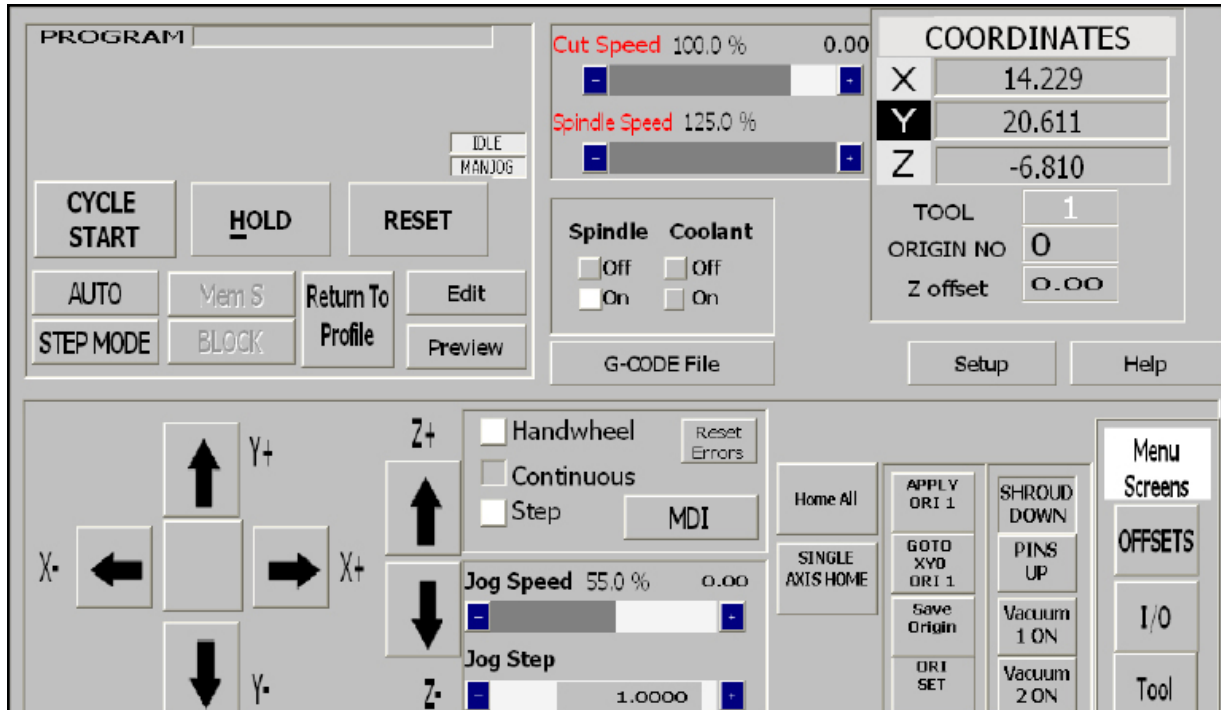 PROGRAM
IDLE
MANJOG
CYCLE
START
HOLD
RESET
AUTO
Mem S
Return To
Profile
Edit
STEP MODE
BLOCK
Preview
Cut Speed 100.0 % 0.00
-
+
Spindle Speed 125.0 %
-
+
Spindle Coolant
Off Off
On On
G-CODE File
COORDINATES
X 14.229
Y 20.611
Z -6.810
TOOL 1
ORIGIN NO 0
Z offset 0.00
Setup
Help
Y+
X-
X+
Y-
Z+
Z-
Handwheel
Continuous
Step
Reset
Errors
MDI
Jog Speed 55.0 % 0.00
-
+
Jog Step
- 1.0000 +
Home All
SINGLE
AXIS HOME
APPLY
ORI 1
GOTO
XY0
ORI 1
Save
Origin
ORI
SET
SHROUD
DOWN
PINS
UP
Vacuum
1 ON
Vacuum
2 ON
Menu
Screens
OFFSETS
I/O
Tool